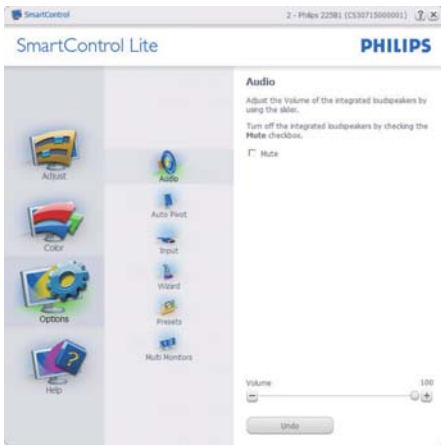 SmartControl
2 - Philips 225B1 (CS30715000001)
SmartControl Lite
PHILIPS
Adjust
Color
Options
Help
Audio
Auto Pivot
Input
Wizard
Presets
Multi Monitors
Audio
Adjust the Volume of the integrated loudspeakers by
using the slider.
Turn off the integrated loudspeakers by checking the
Mute checkbox.
Mute
Volume 100
Undo